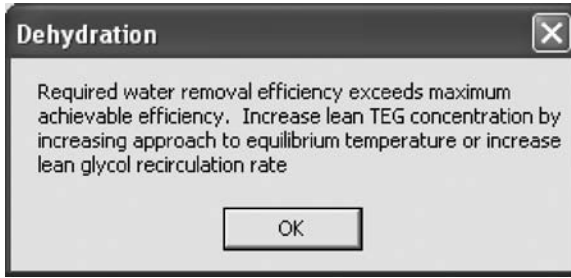 Dehydration
Required water removal efficiency exceeds maximum
achievable efficiency.  Increase lean TEG concentration by
increasing approach to equilibrium temperature or increase
lean glycol recirculation rate
OK